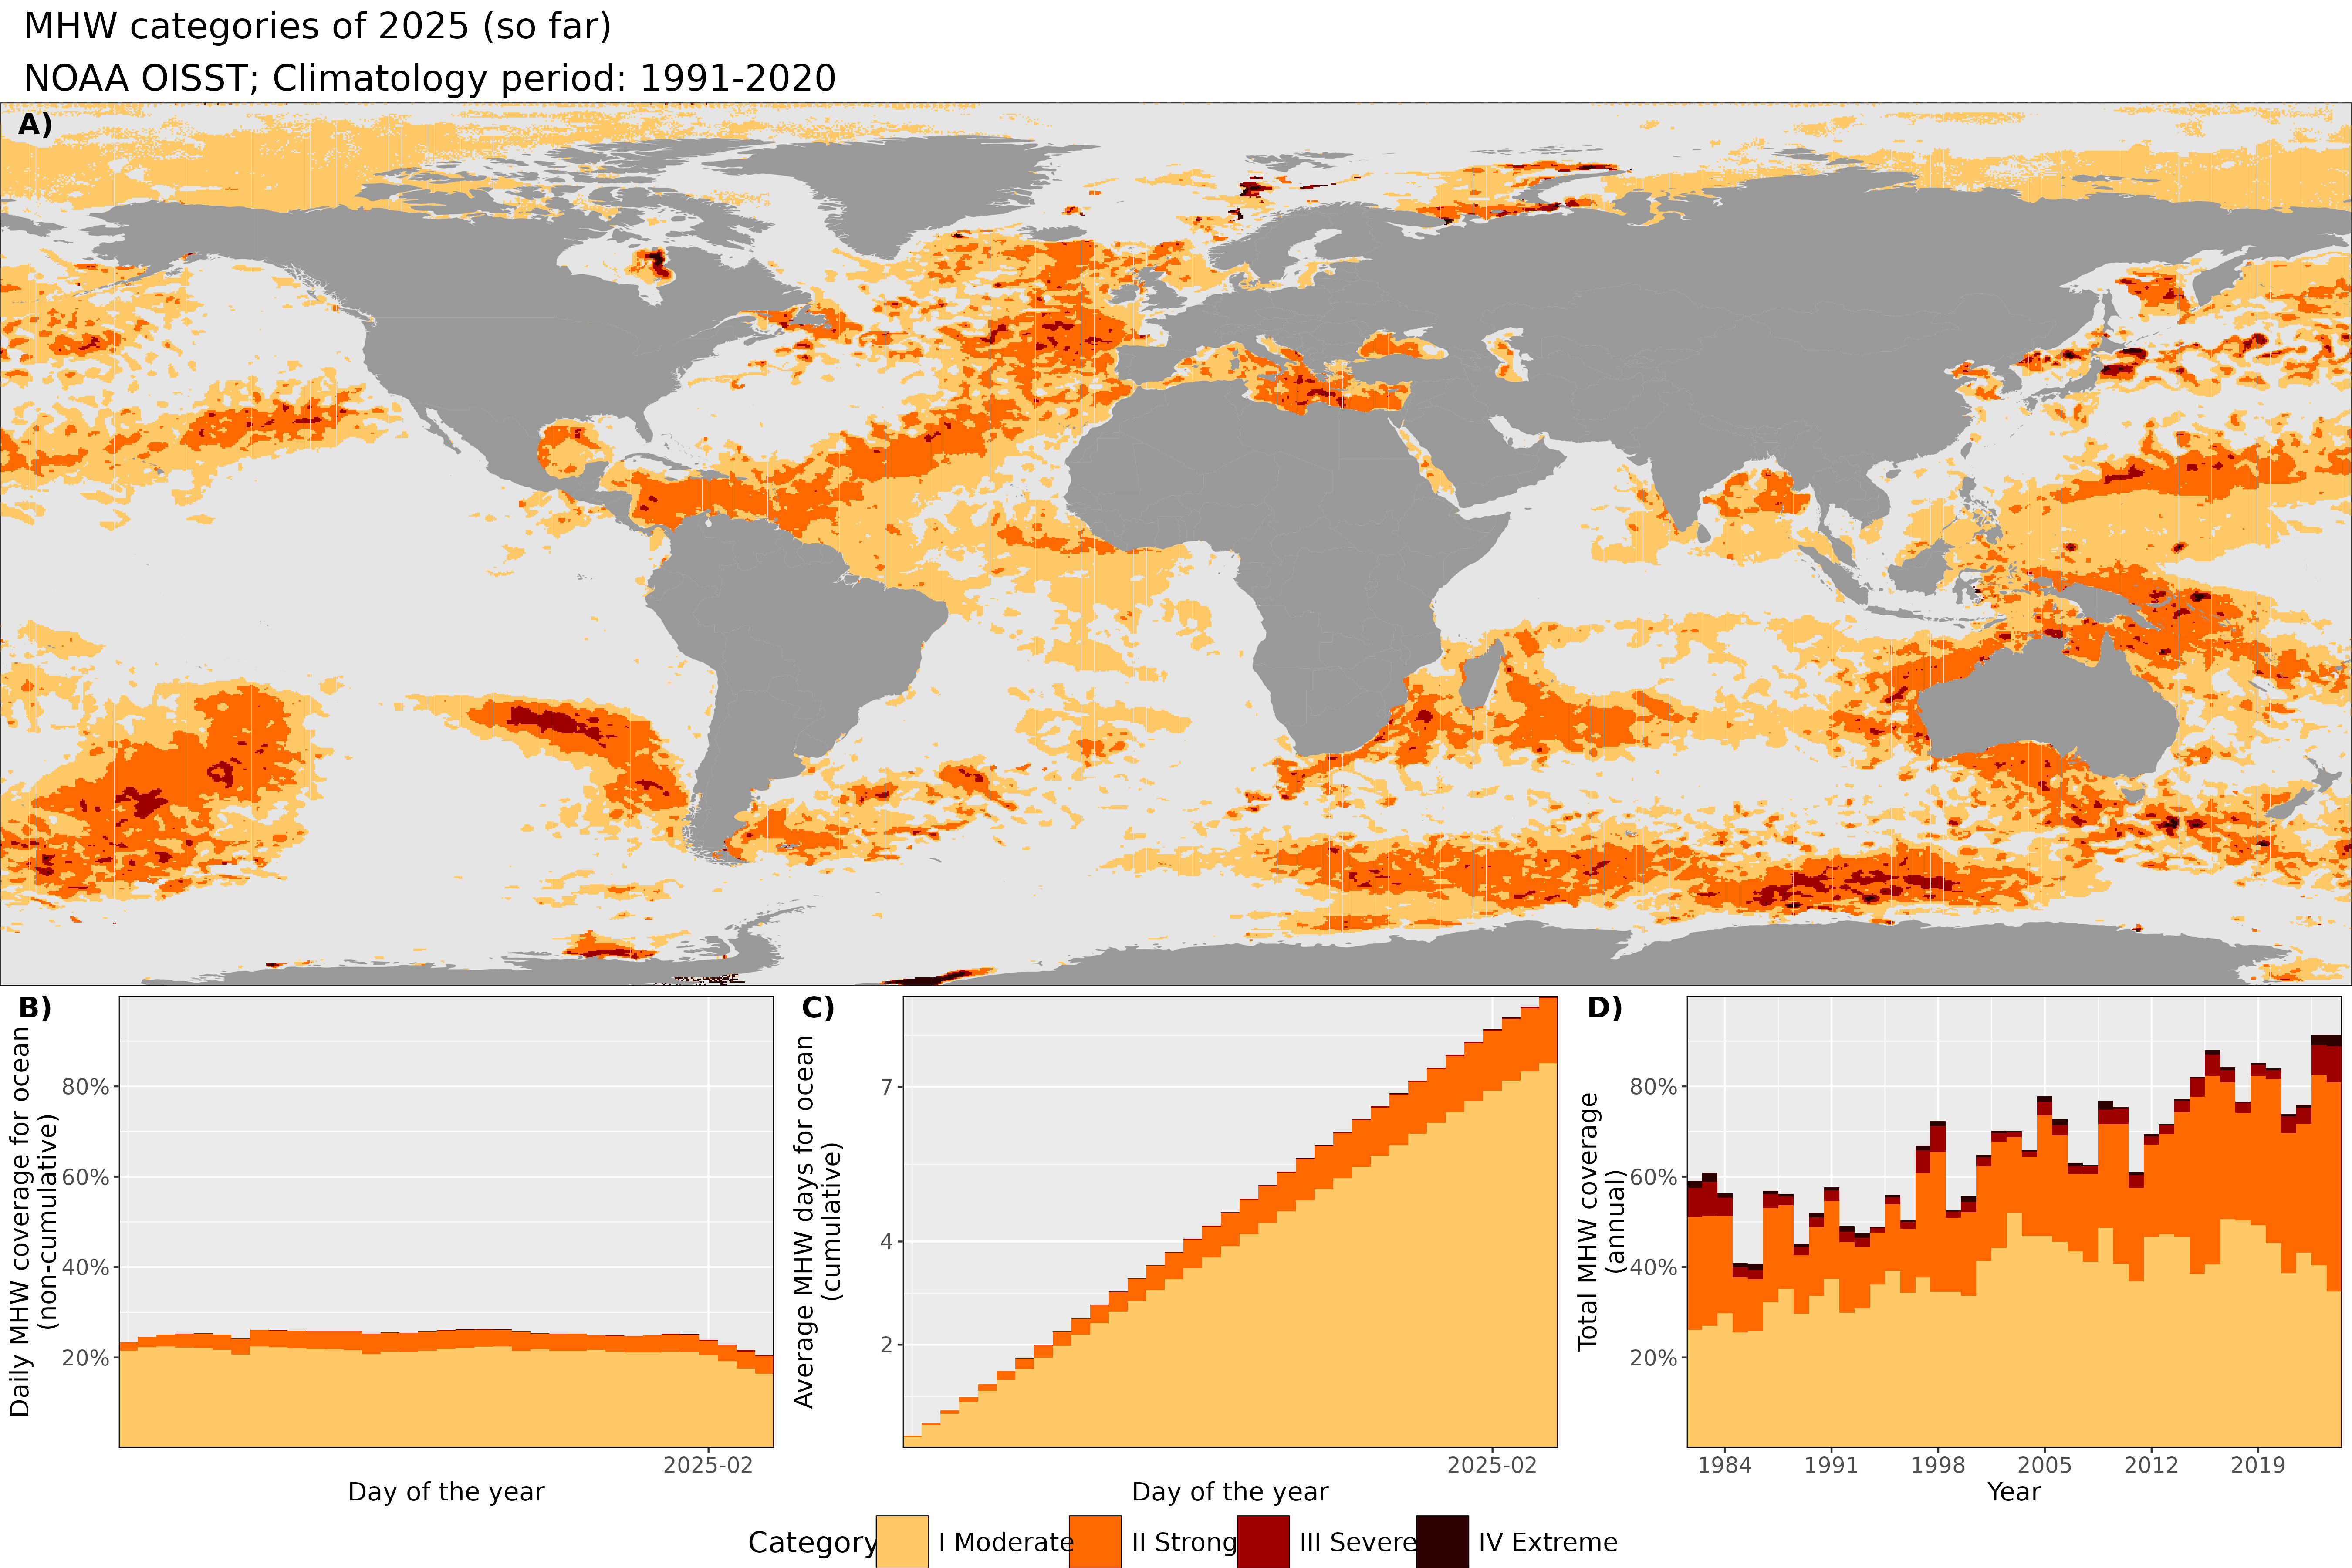 MHW categories of 2025 (so far)
NOAA OISST; Climatology period: 1991-2020
A)
B)
Daily MHW coverage for ocean
(non-cumulative)
80%
60%
40%
20%
2025-02
Day of the year
C)
Average MHW days for ocean
(cumulative)
7
4
2
2025-02
Day of the year
D)
Total MHW coverage
(annual)
80%
60%
40%
20%
1984 1991 1998 2005 2012 2019
Year
Category I Moderate II Strong III Severe IV Extreme